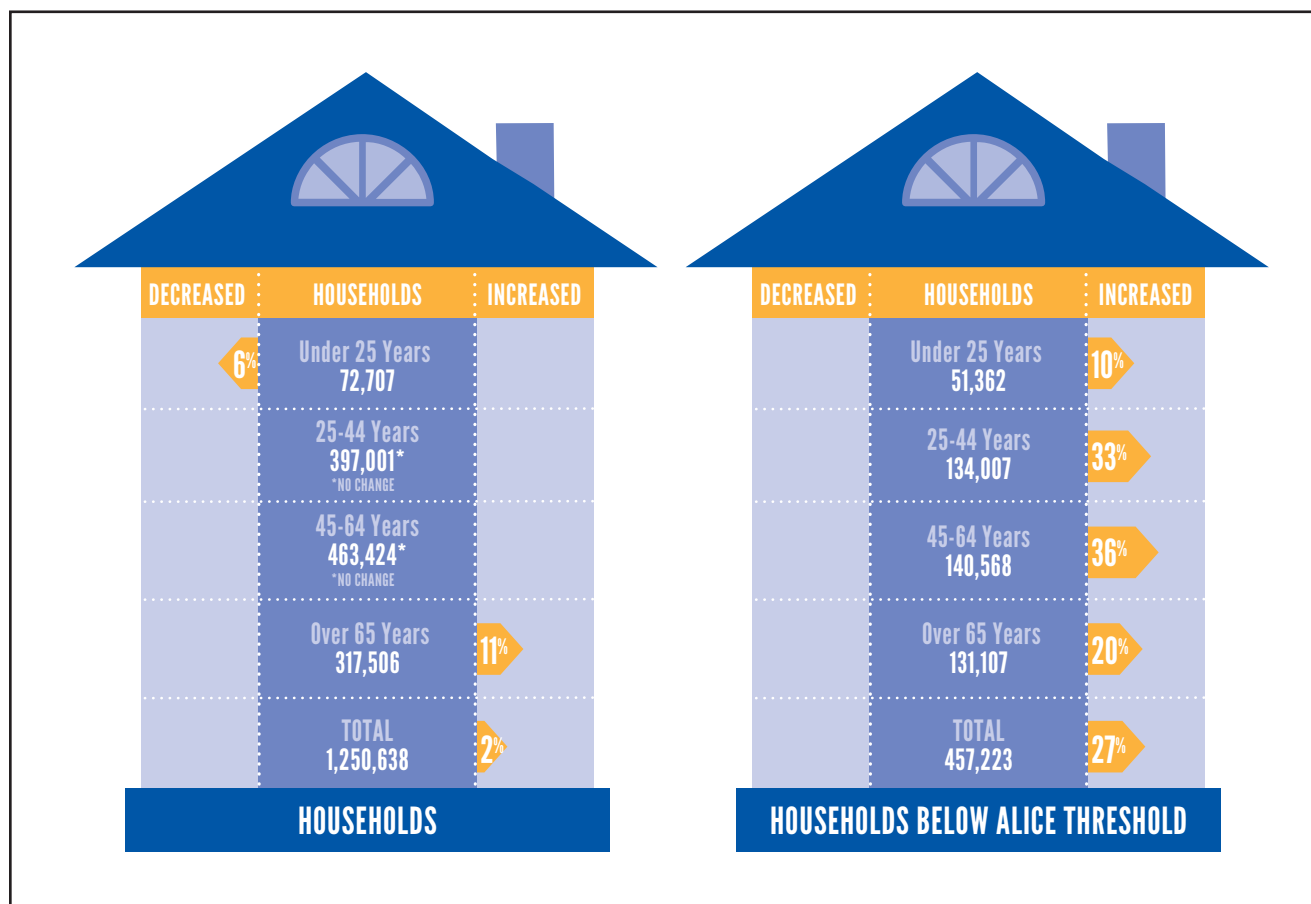 DECREASED HOUSEHOLDS INCREASED
6% Under 25 Years
72,707
25-44 Years
397,001*
*NO CHANGE
45-64 Years
463,424*
*NO CHANGE
Over 65 Years
317,506
11%
TOTAL
1,250,638
2%
HOUSEHOLDS
DECREASED HOUSEHOLDS INCREASED
Under 25 Years
51,362
10%
25-44 Years
134,007
33%
45-64 Years
140,568
36%
Over 65 Years
131,107
20%
TOTAL
457,223
27%
HOUSEHOLDS BELOW ALICE THRESHOLD